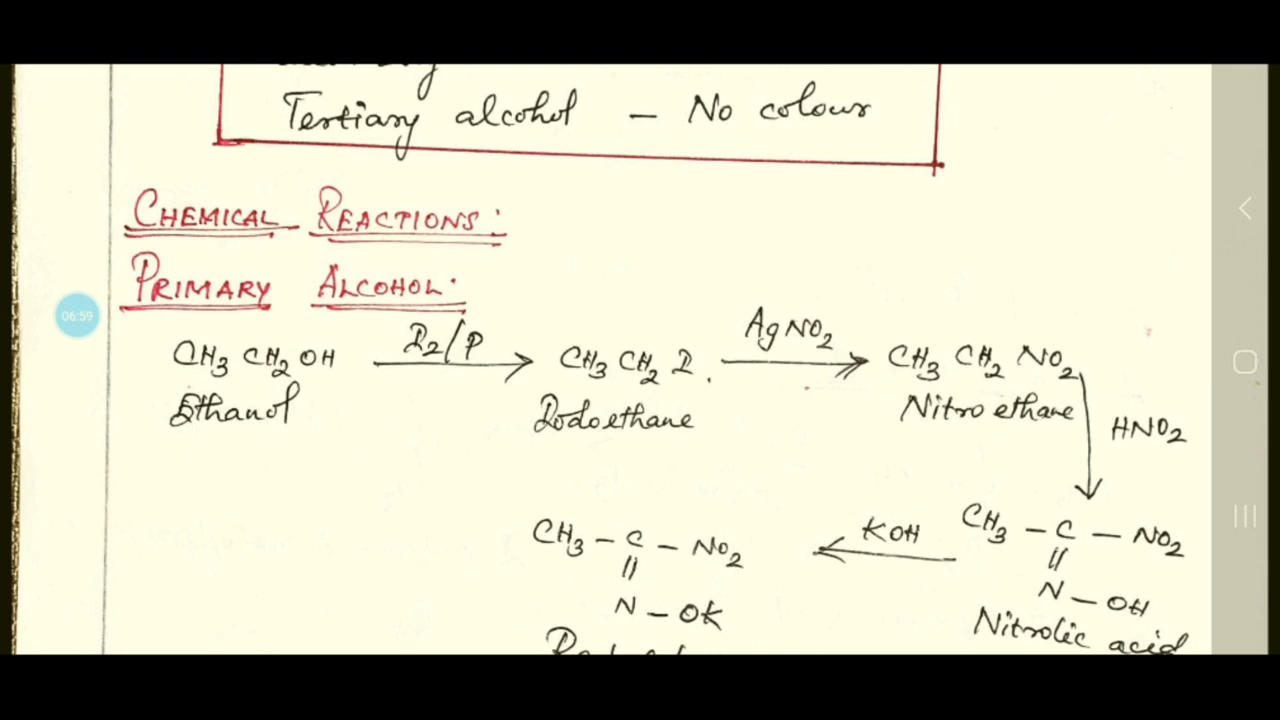 Tertiary alcohol — No colour
CHEMICAL REACTIONS:
PRIMARY ALCOHOL.
06:59
CH3 CH2 OH I2/P CH3 CH2 I. AgNO2 CH3 CH2 NO2
Ethanol Iodoethane Nitroethane HNO2
CH3 – C – NO2 KOH CH3 – C – NO2
|| ||
N – OK N – OH
Nitrolic acid